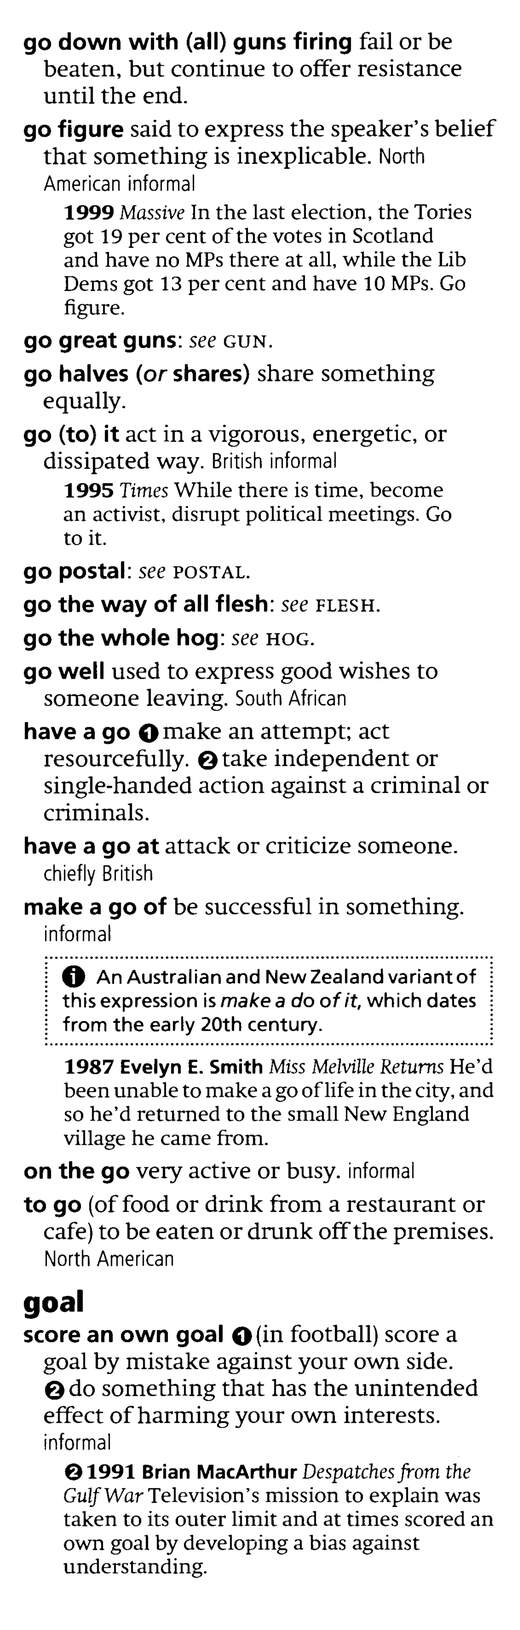 go down with (all) guns firing fail or be
beaten, but continue to offer resistance
until the end.
go figure said to express the speaker's belief
that something is inexplicable. North
American informal
1999 Massive In the last election, the Tories
got 19 per cent of the votes in Scotland
and have no MPs there at all, while the Lib
Dems got 13 per cent and have 10 MPs. Go
figure.
go great guns: see GUN.
go halves (or shares) share something
equally.
go (to) it act in a vigorous, energetic, or
dissipated way. British informal
1995 Times While there is time, become
an activist, disrupt political meetings. Go
to it.
go postal: see POSTAL.
go the way of all flesh: see FLESH.
go the whole hog: see HOG.
go well used to express good wishes to
someone leaving. South African
have a go ❶ make an attempt; act
resourcefully. ❷ take independent or
single-handed action against a criminal or
criminals.
have a go at attack or criticize someone.
chiefly British
make a go of be successful in something.
informal
i An Australian and New Zealand variant of
this expression is make a do of it, which dates
from the early 20th century.
1987 Evelyn E. Smith Miss Melville Returns He'd
been unable to make a go of life in the city, and
so he'd returned to the small New England
village he came from.
on the go very active or busy. informal
to go (of food or drink from a restaurant or
cafe) to be eaten or drunk off the premises.
North American
goal
score an own goal ❶ (in football) score a
goal by mistake against your own side.
❷ do something that has the unintended
effect of harming your own interests.
informal
❷ 1991 Brian MacArthur Despatches from the
Gulf War Television's mission to explain was
taken to its outer limit and at times scored an
own goal by developing a bias against
understanding.